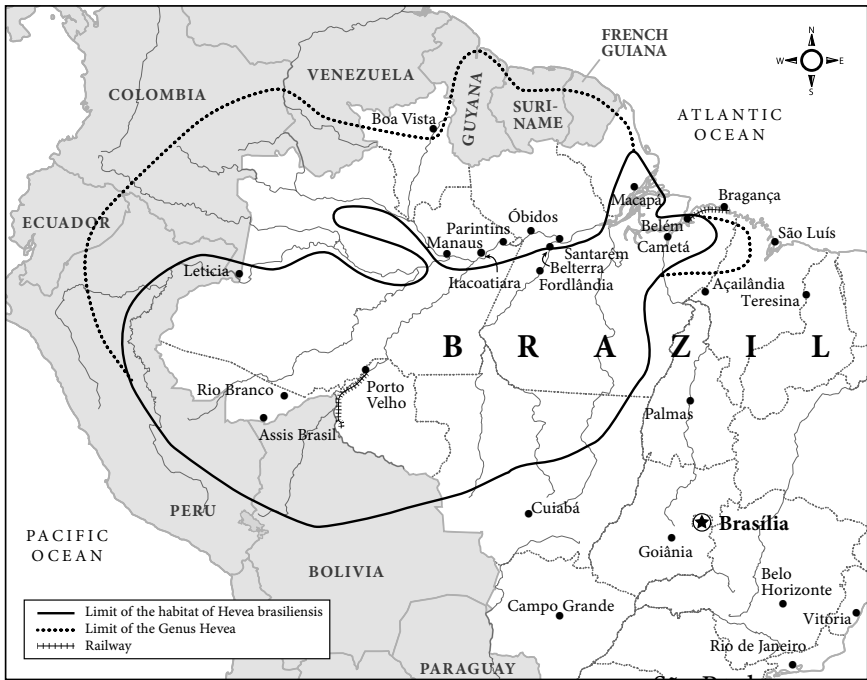 FRENCH
GUIANA
N
W
E
S
VENEZUELA
COLOMBIA
GUYANA
SURI-
NAME
ATLANTIC
OCEAN
Boa Vista
ECUADOR
Macapá
Bragança
Belém
Cametá
São Luís
Óbidos
Parintíns
Manaus
Santarém
Belterra
Fordlândia
Itacoatiara
Leticia
Açailândia
Teresina
BRAZIL
Rio Branco
Porto
Velho
Assis Brasil
Palmas
PERU
Cuiabá
Brasília
Goiânia
PACIFIC
OCEAN
BOLIVIA
Belo
Horizonte
Campo Grande
Vitória
Rio de Janeiro
PARAGUAY
Limit of the habitat of Hevea brasiliensis
Limit of the Genus Hevea
Railway